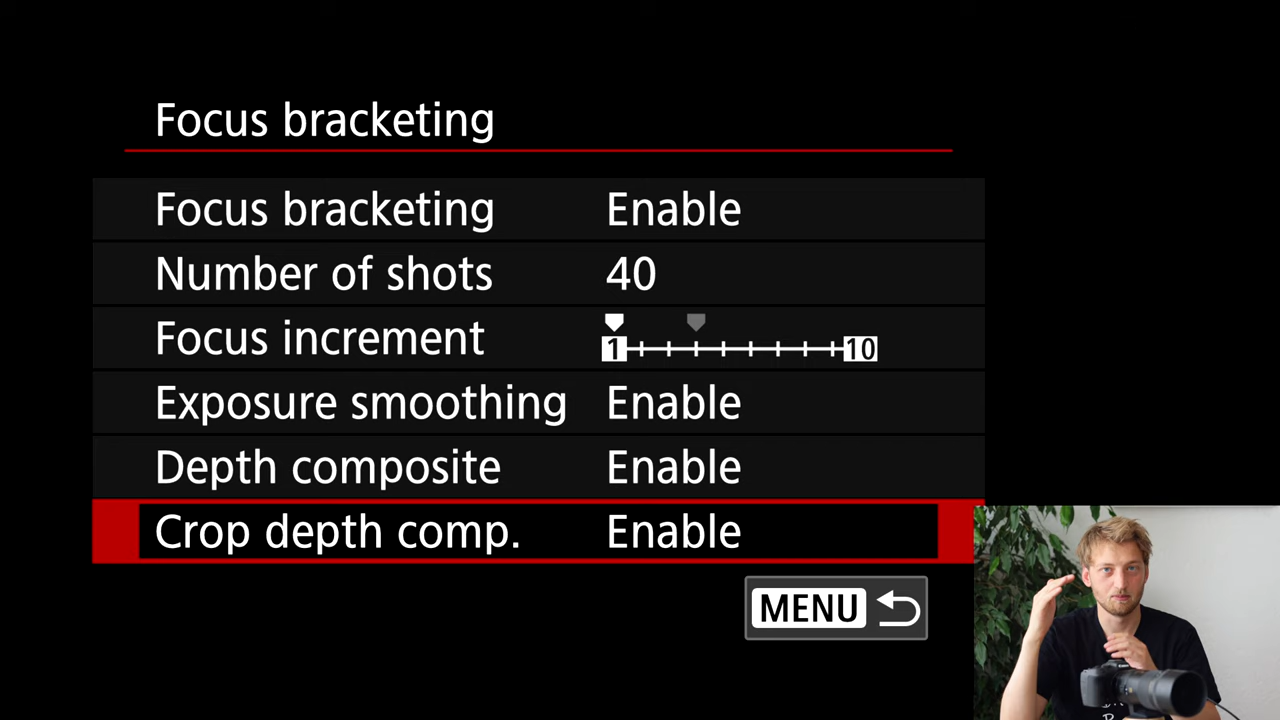 Focus bracketing
Focus bracketing Enable
Number of shots 40
Focus increment 1 10
Exposure smoothing Enable
Depth composite Enable
Crop depth comp. Enable
MENU